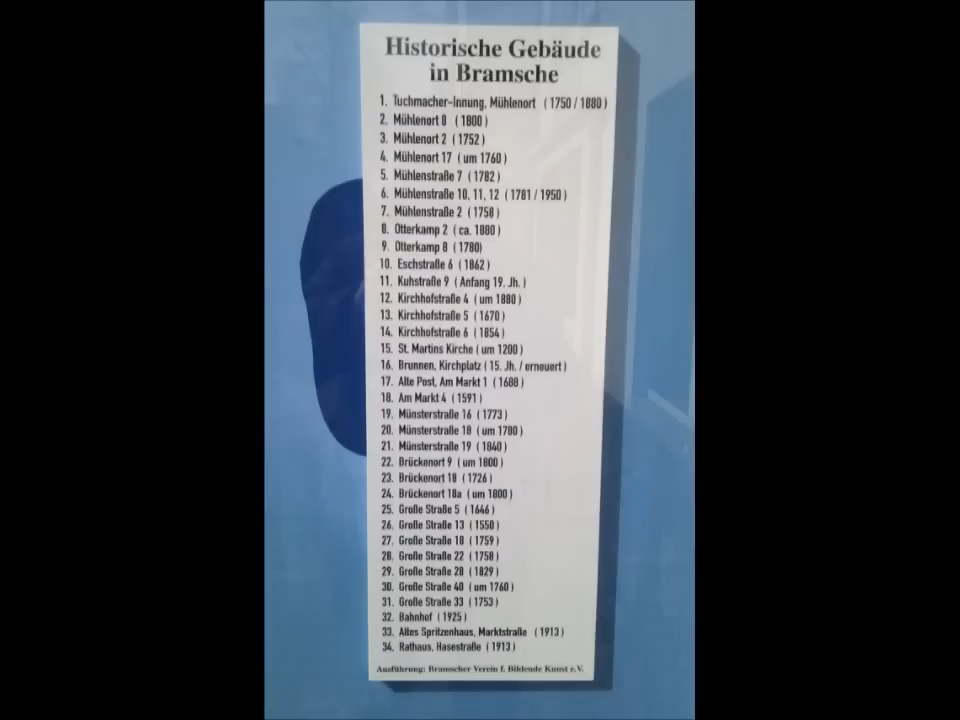 Historische Gebäude
in Bramsche
1. Tuchmacher-Innung, Mühlenort (1750 / 1880)
2. Mühlenort 8 (1800)
3. Mühlenort 2 (1752)
4. Mühlenort 17 (um 1760)
5. Mühlenstraße 7 (1782)
6. Mühlenstraße 10, 11, 12 (1781 / 1950)
7. Mühlenstraße 2 (1758)
8. Otterkamp 2 (ca. 1880)
9. Otterkamp 8 (1780)
10. Eschstraße 6 (1862)
11. Kuhstraße 9 (Anfang 19. Jh.)
12. Kirchhofstraße 4 (um 1880)
13. Kirchhofstraße 5 (1670)
14. Kirchhofstraße 6 (1854)
15. St. Martins Kirche (um 1200)
16. Brunnen, Kirchplatz (15. Jh. / erneuert)
17. Alte Post, Am Markt 1 (1688)
18. Am Markt 4 (1591)
19. Münsterstraße 16 (1773)
20. Münsterstraße 18 (um 1780)
21. Münsterstraße 19 (1840)
22. Brückenort 9 (um 1800)
23. Brückenort 18 (1726)
24. Brückenort 18a (um 1800)
25. Große Straße 5 (1646)
26. Große Straße 13 (1550)
27. Große Straße 18 (1759)
28. Große Straße 22 (1758)
29. Große Straße 28 (1829)
30. Große Straße 40 (um 1760)
31. Große Straße 33 (1753)
32. Bahnhof (1925)
33. Altes Spritzenhaus, Marktstraße (1913)
34. Rathaus, Hasestraße (1913)
Ausführung: Bramscher Verein f. Bildende Kunst e.V.